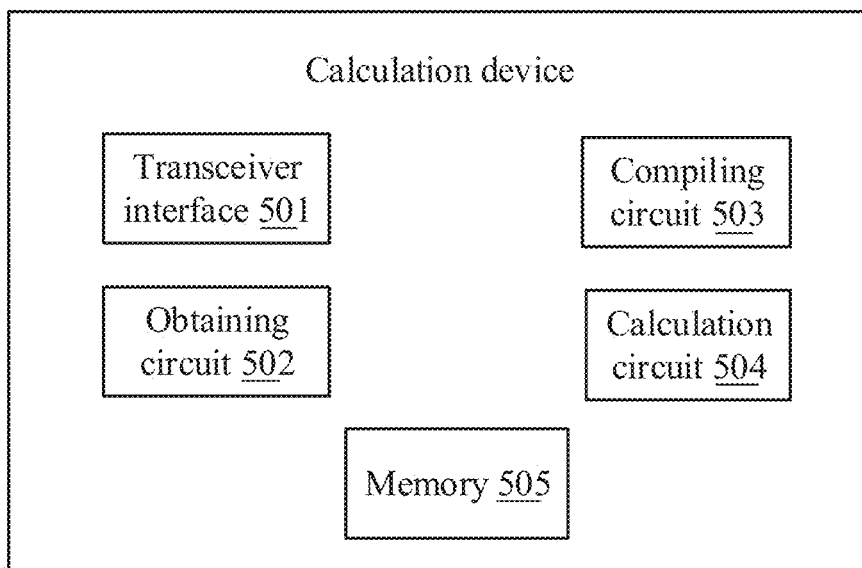 Calculation device
Transceiver
interface 501
Compiling
circuit 503
Obtaining
circuit 502
Calculation
circuit 504
Memory 505